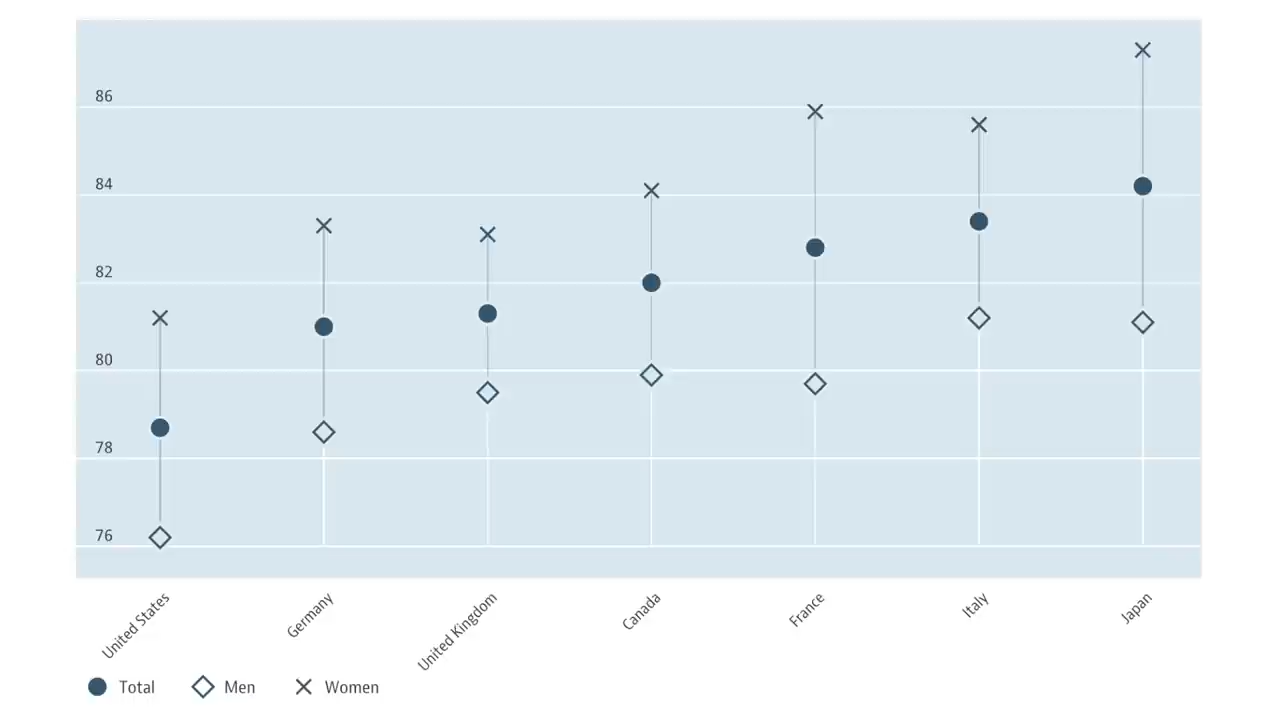 86
84
82
80
78
76
United States
Germany
United Kingdom
Canada
France
Italy
Japan
Total Men Women